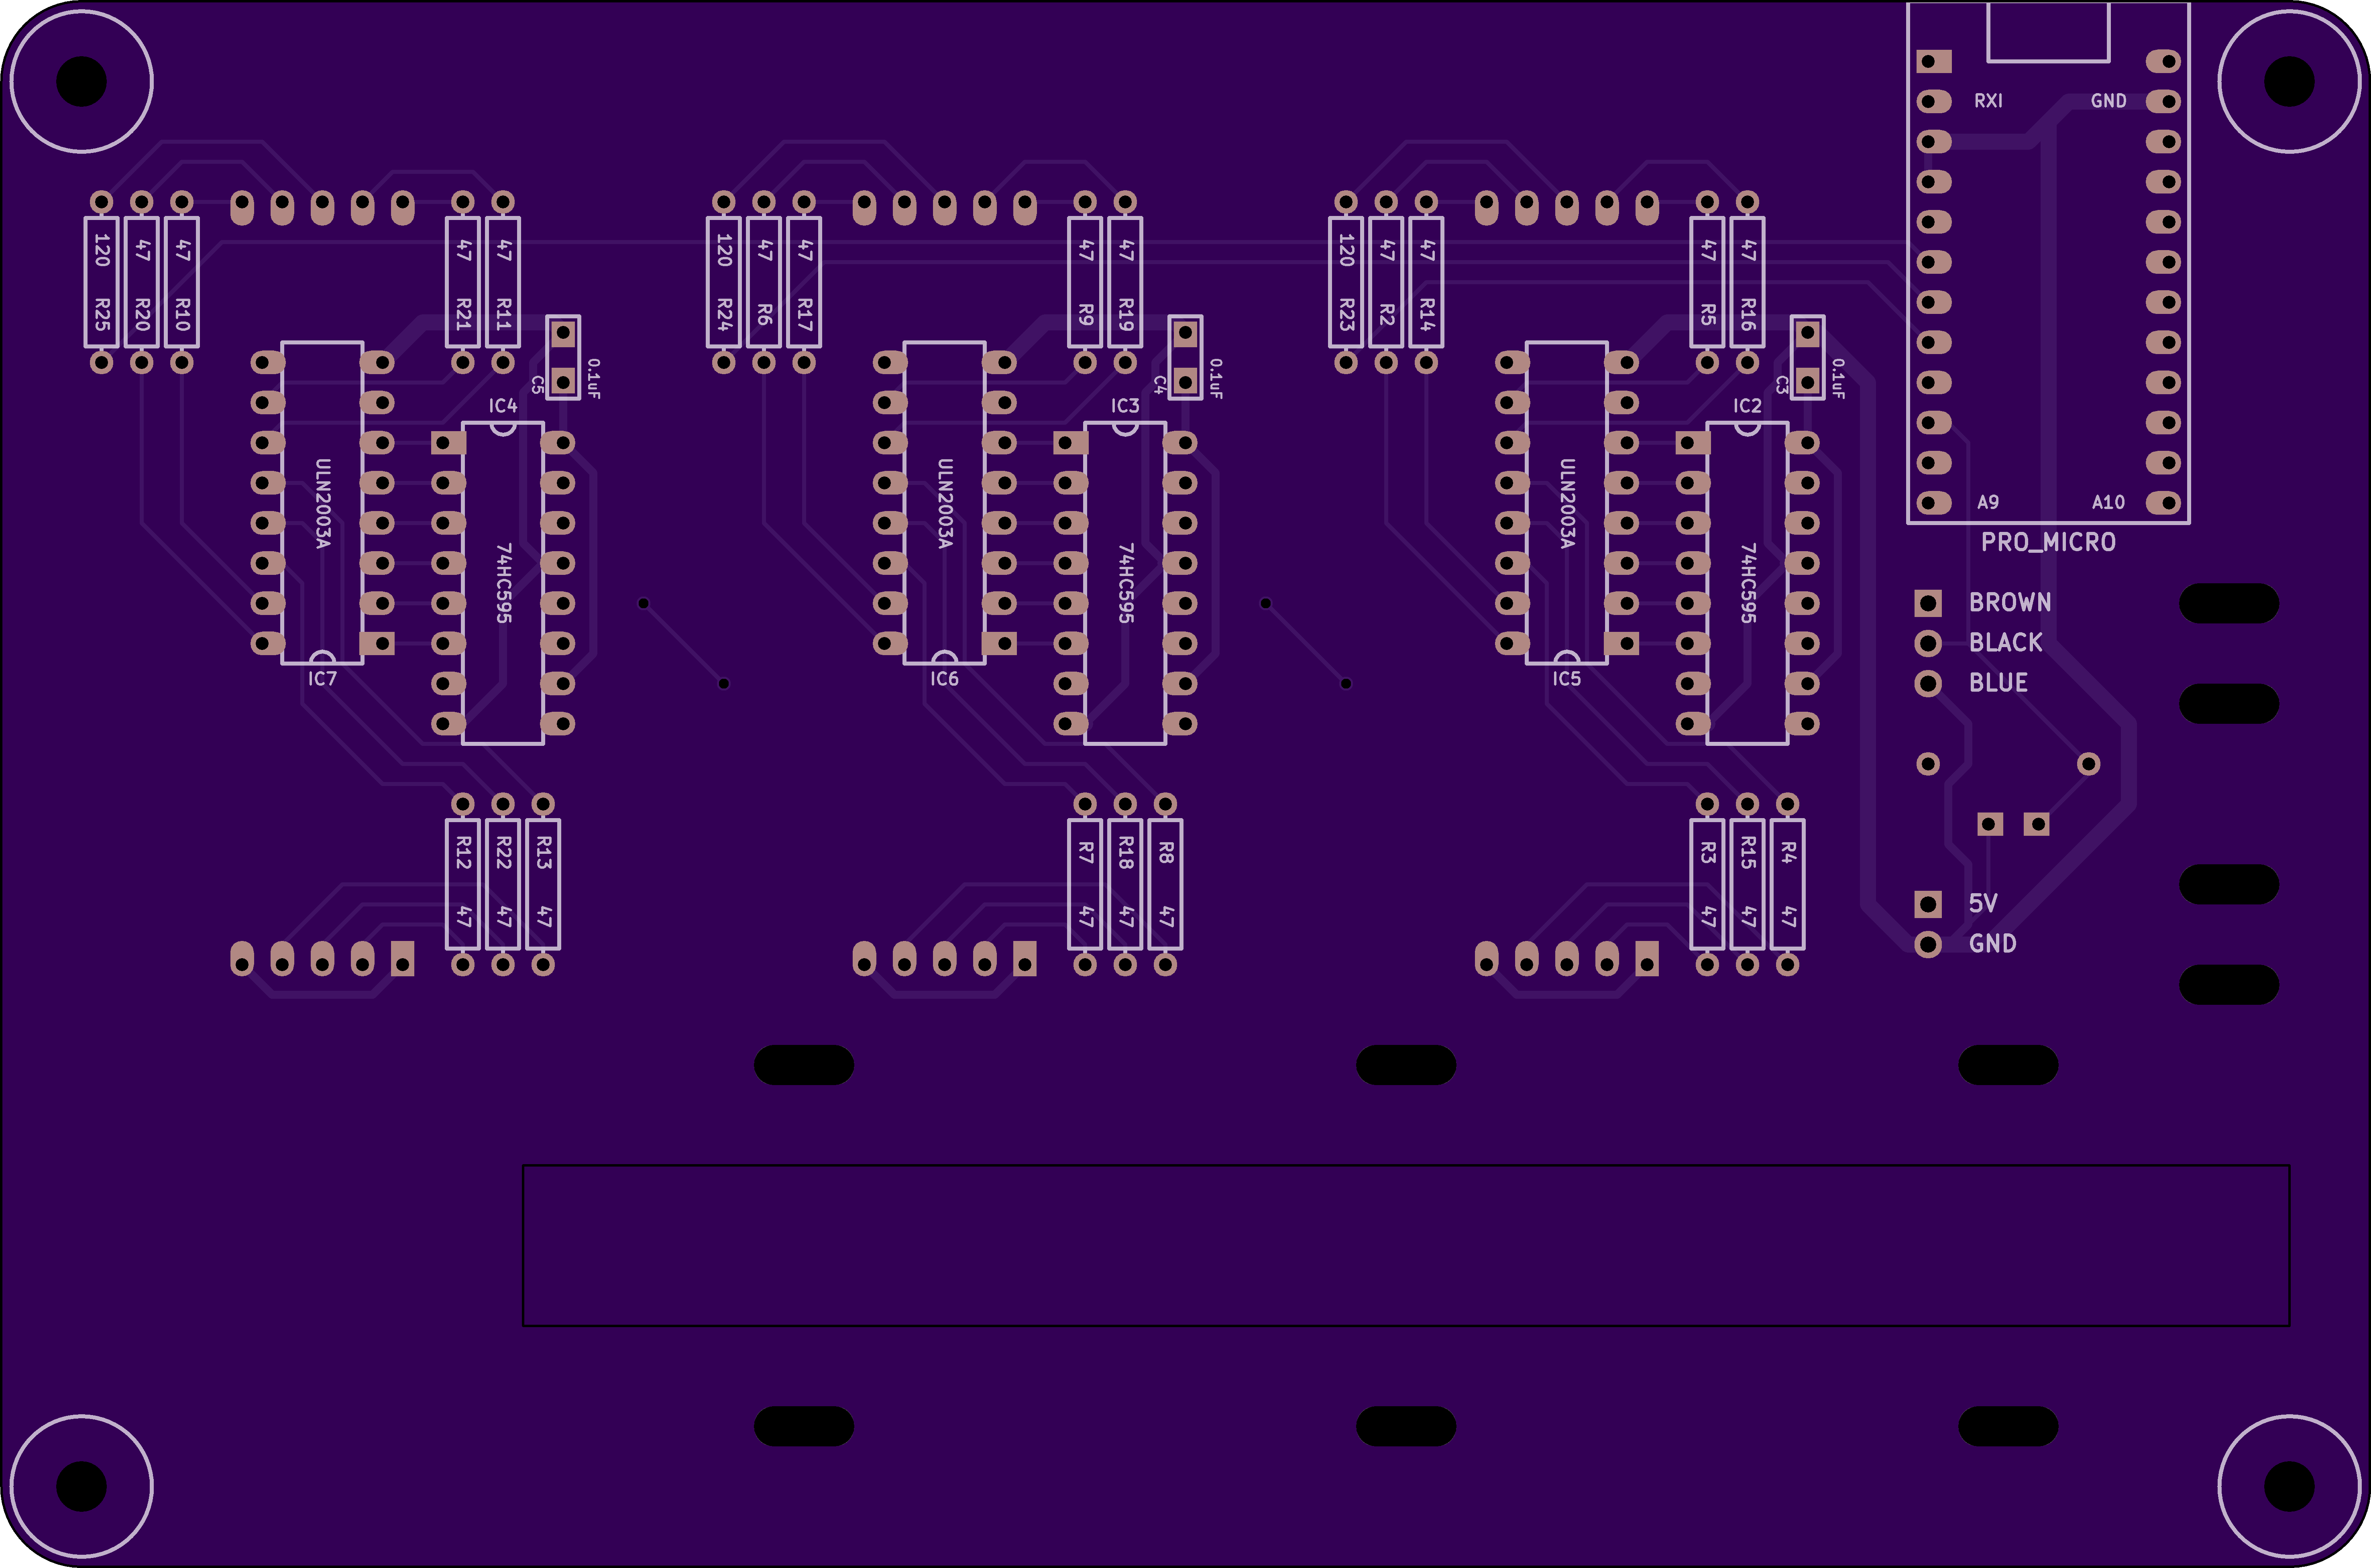 RXI GND
120 47 47 47 47
R25 R20 R10 R21 R11
120 47 47 47 47
R24 R6 R17 R9 R19
120 47 47 47 47
R23 R2 R14 R5 R16
C5 0.1uF
C4 0.1uF
C3 0.1uF
IC4
IC3
IC2
ULN2003A
74HC595
ULN2003A
74HC595
ULN2003A
74HC595
A9 A10
PRO_MICRO
BROWN
BLACK
BLUE
IC7
IC6
IC5
R12 R22 R13
47 47 47
R7 R18 R8
47 47 47
R3 R15 R4
47 47 47
5V
GND